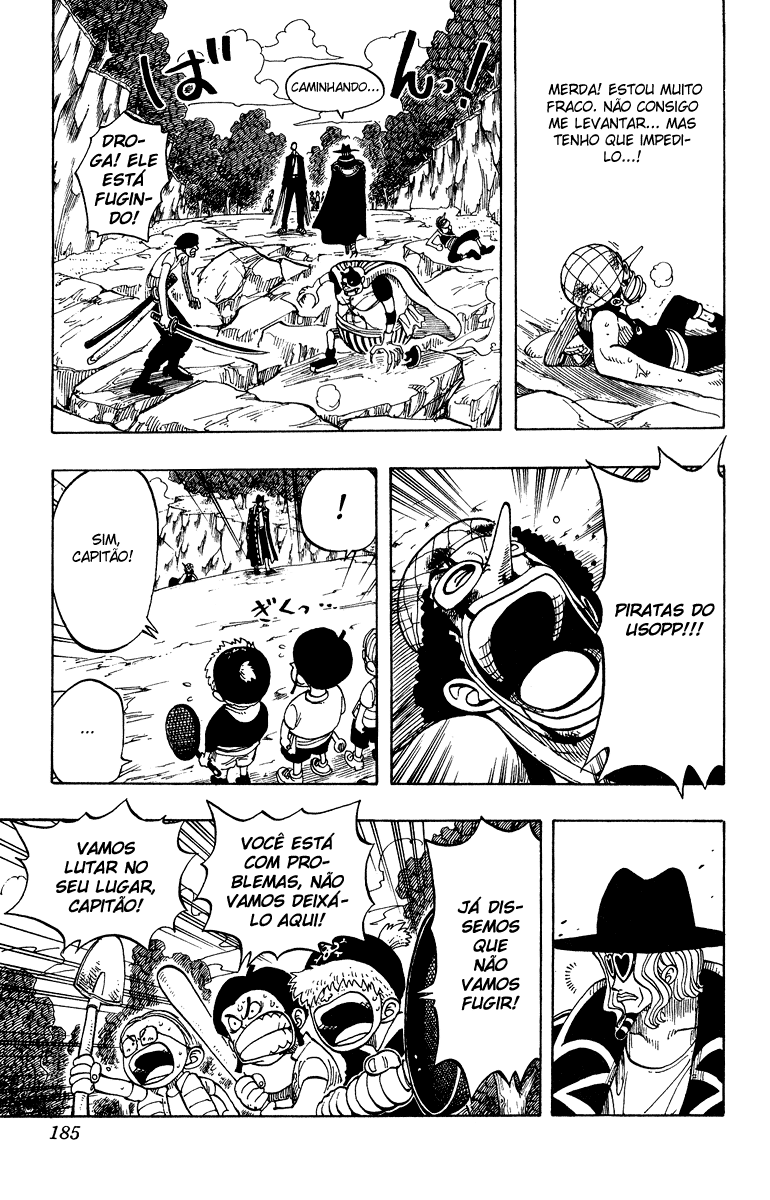 MERDA! ESTOU MUITO
FRACO. NÃO CONSIGO
ME LEVANTAR... MAS
TENHO QUE IMPEDI-
LO...!
ばんっ!
CAMINHANDO...
DRO-
GA! ELE
ESTÁ
FUGIN-
DO!
PIRATAS DO
USOPP!!!
!
ぎくっ...
SIM,
CAPITÃO!
...
JÁ DIS-
SEMOS
QUE
NÃO
VAMOS
FUGIR!
VOCÊ ESTÁ
COM PRO-
BLEMAS, NÃO
VAMOS DEIXÁ-
LO AQUI!
VAMOS
LUTAR NO
SEU LUGAR,
CAPITÃO!
185